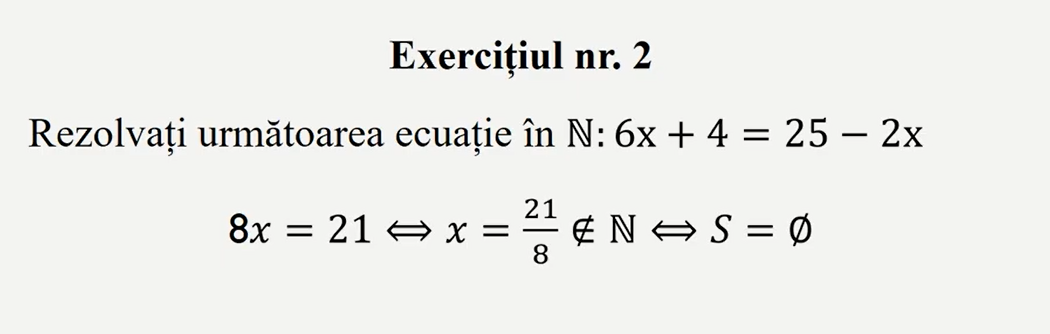 Exercițiul nr. 2
Rezolvați următoarea ecuație în ℕ: 6x + 4 = 25 − 2x
8x = 21 ⟺ x = 21/8 ∉ ℕ ⟺ S = ∅